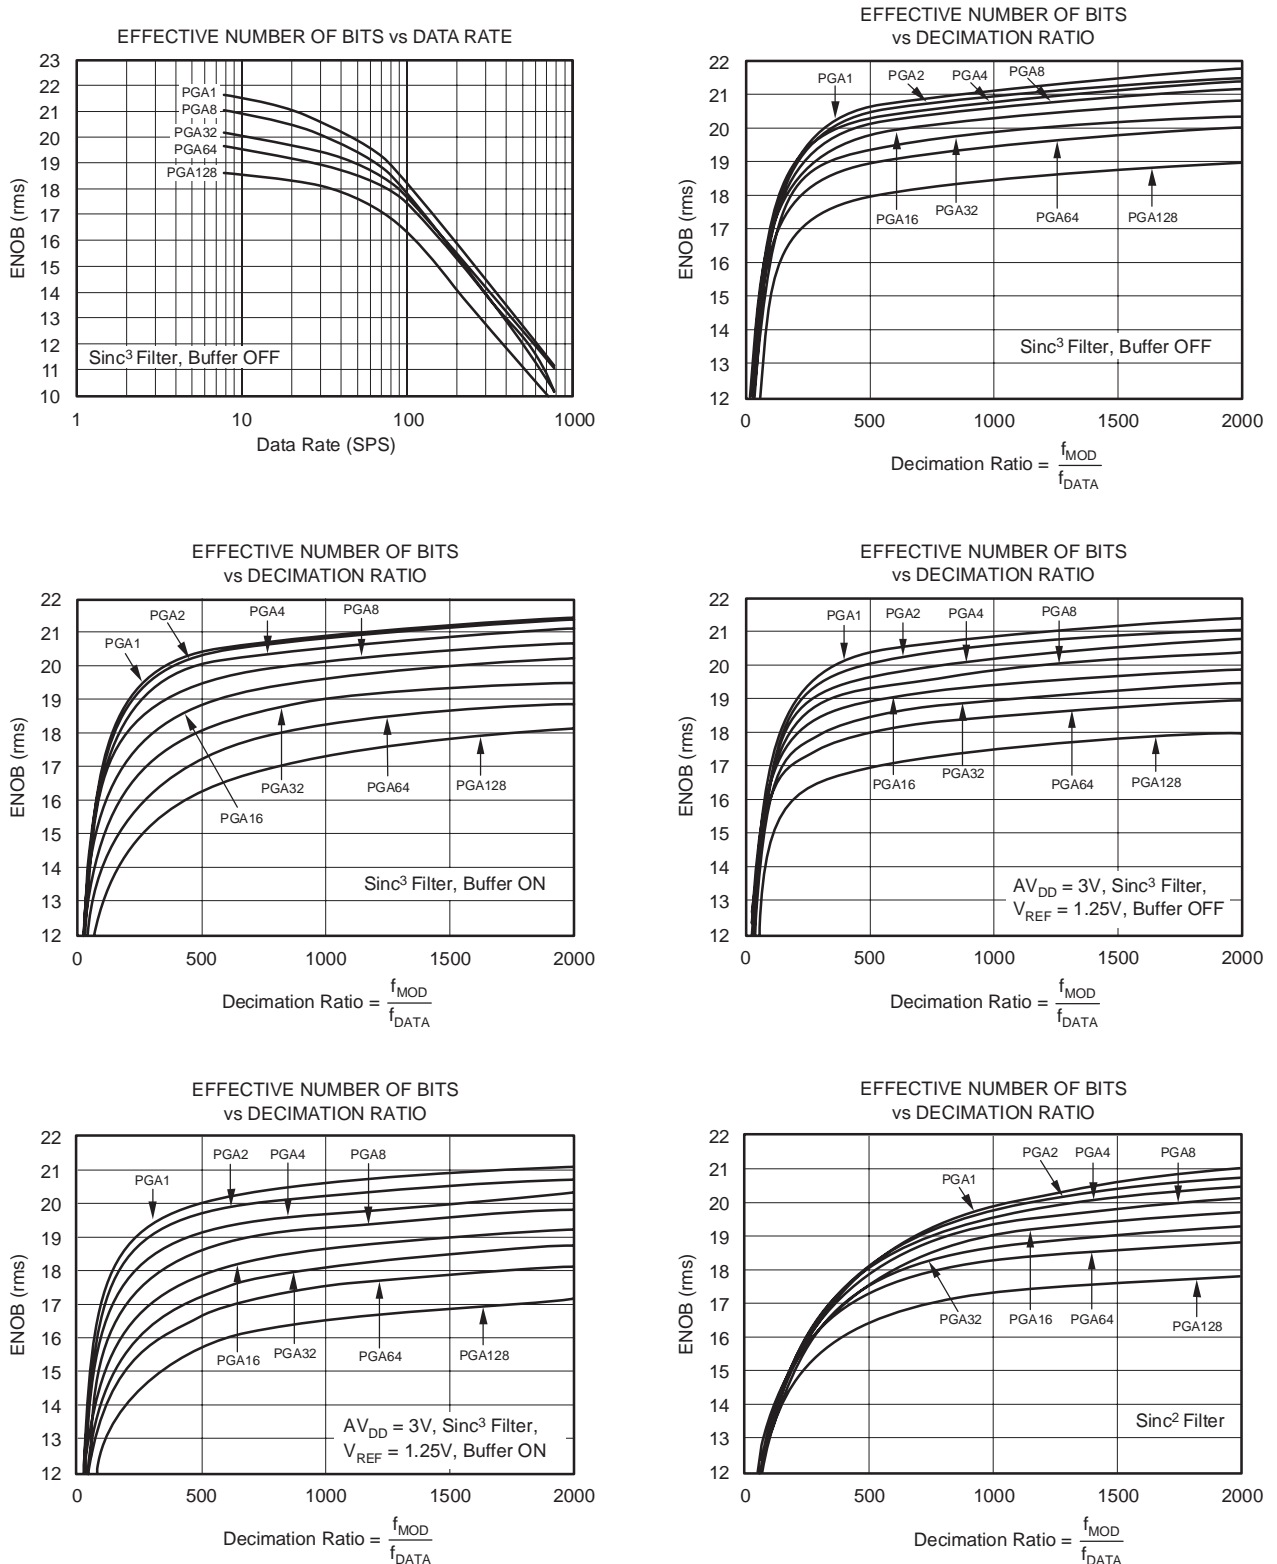 EFFECTIVE NUMBER OF BITS vs DATA RATE
23
22
21
20
19
18
17
16
15
14
13
12
11
10
ENOB (rms)
PGA1
PGA8
PGA32
PGA64
PGA128
Sinc³ Filter, Buffer OFF
1 10 100 1000
Data Rate (SPS)
EFFECTIVE NUMBER OF BITS
vs DECIMATION RATIO
22
21
20
19
18
17
16
15
14
13
12
ENOB (rms)
PGA1 PGA2 PGA4 PGA8
PGA16 PGA32 PGA64 PGA128
Sinc³ Filter, Buffer OFF
0 500 1000 1500 2000
Decimation Ratio = fMOD
fDATA
EFFECTIVE NUMBER OF BITS
vs DECIMATION RATIO
22
21
20
19
18
17
16
15
14
13
12
ENOB (rms)
PGA1 PGA2 PGA4 PGA8
PGA16 PGA32 PGA64 PGA128
Sinc³ Filter, Buffer ON
0 500 1000 1500 2000
Decimation Ratio = fMOD
fDATA
EFFECTIVE NUMBER OF BITS
vs DECIMATION RATIO
22
21
20
19
18
17
16
15
14
13
12
ENOB (rms)
PGA1 PGA2 PGA4 PGA8
PGA16 PGA32 PGA64 PGA128
AVDD = 3V, Sinc³ Filter,
VREF = 1.25V, Buffer OFF
0 500 1000 1500 2000
Decimation Ratio = fMOD
fDATA
EFFECTIVE NUMBER OF BITS
vs DECIMATION RATIO
22
21
20
19
18
17
16
15
14
13
12
ENOB (rms)
PGA1 PGA2 PGA4 PGA8
PGA16 PGA32 PGA64 PGA128
AVDD = 3V, Sinc³ Filter,
VREF = 1.25V, Buffer ON
0 500 1000 1500 2000
Decimation Ratio = fMOD
fDATA
EFFECTIVE NUMBER OF BITS
vs DECIMATION RATIO
22
21
20
19
18
17
16
15
14
13
12
ENOB (rms)
PGA1 PGA2 PGA4 PGA8
PGA32 PGA16 PGA64 PGA128
Sinc² Filter
0 500 1000 1500 2000
Decimation Ratio = fMOD
fDATA